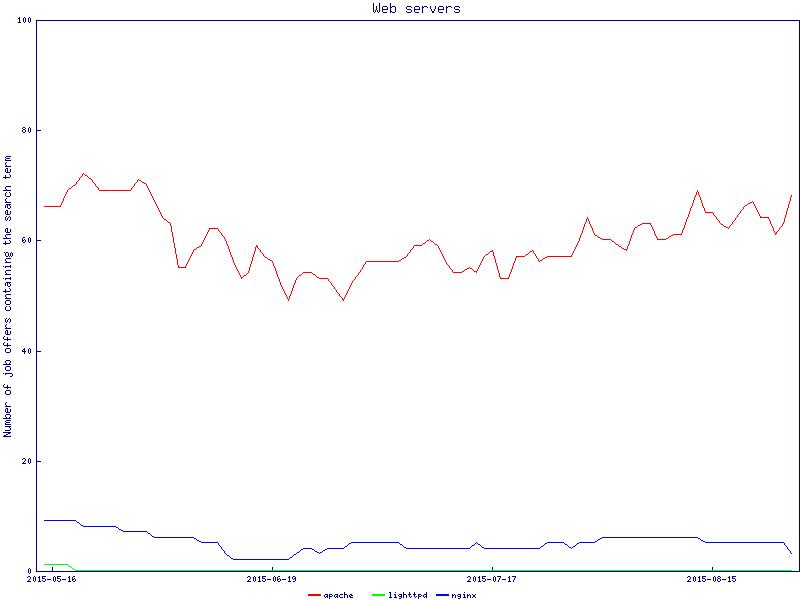 Web servers
Number of job offers containing the search term
100
80
60
40
20
0
2015-05-16 2015-06-19 2015-07-17 2015-08-15
apache lighttpd nginx